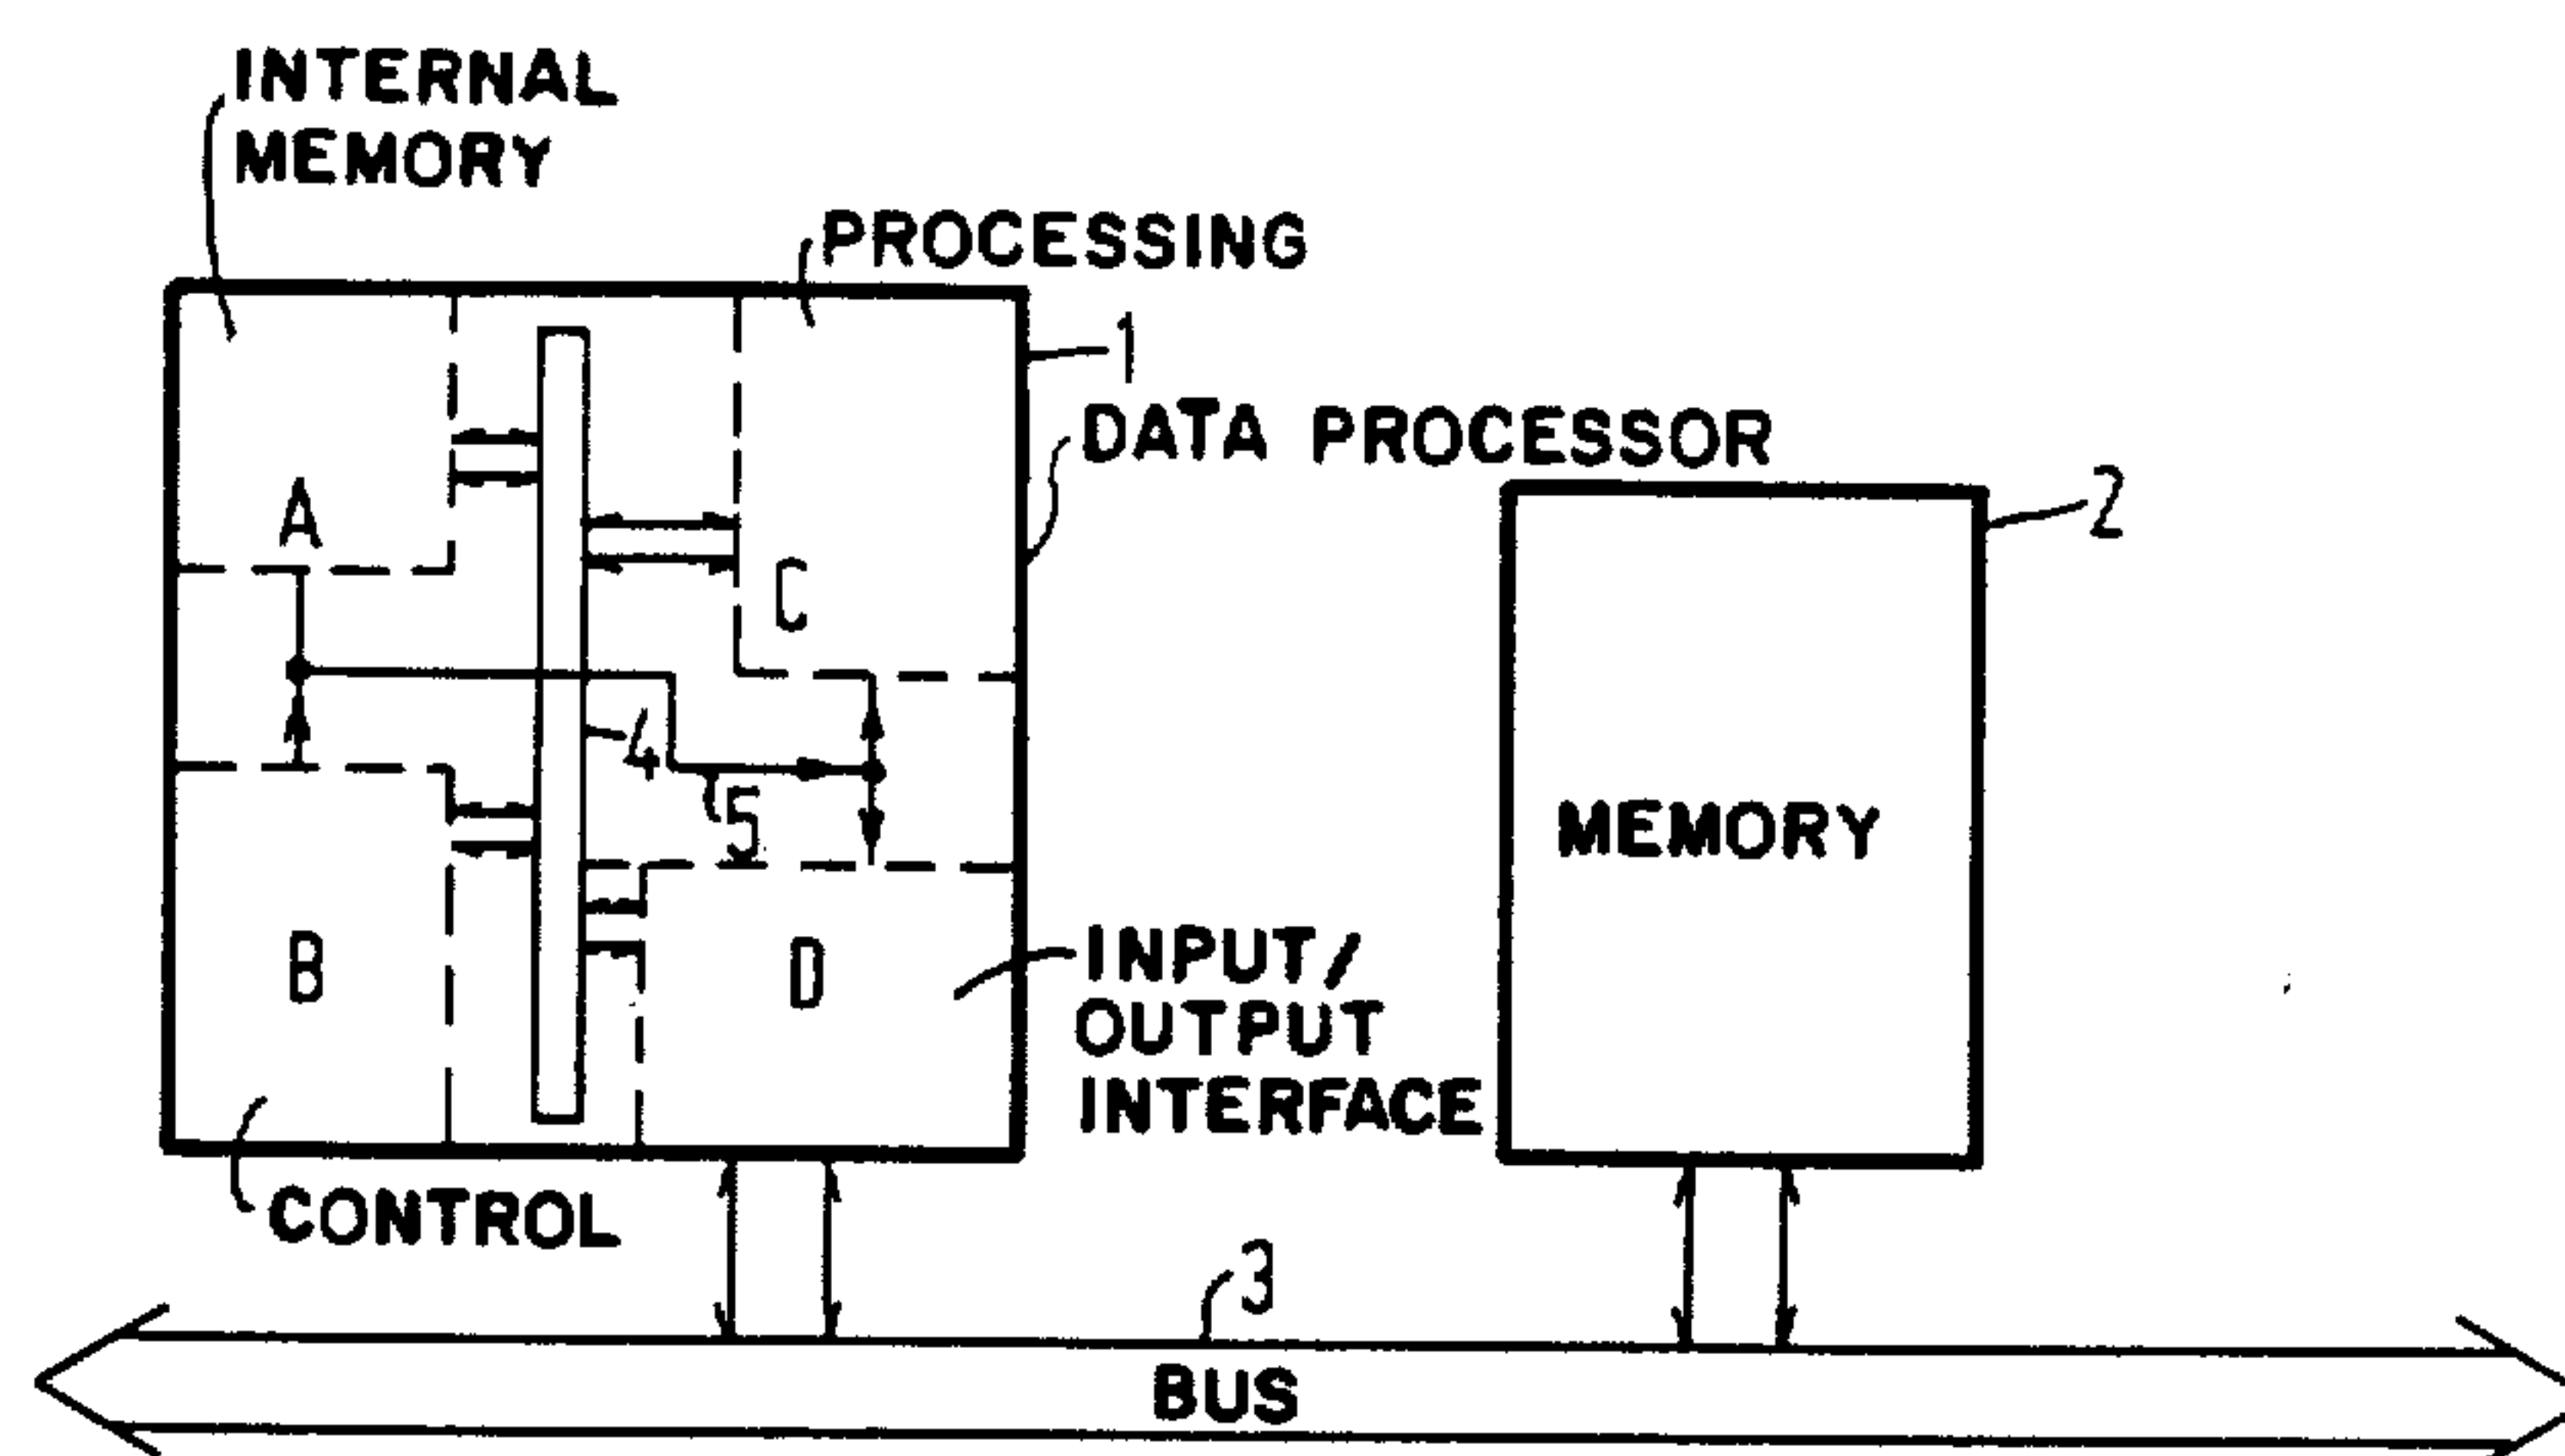 INTERNAL
MEMORY
PROCESSING
1
DATA PROCESSOR
2
A
C
4
5
MEMORY
B
D
INPUT/
OUTPUT
INTERFACE
CONTROL
3
BUS